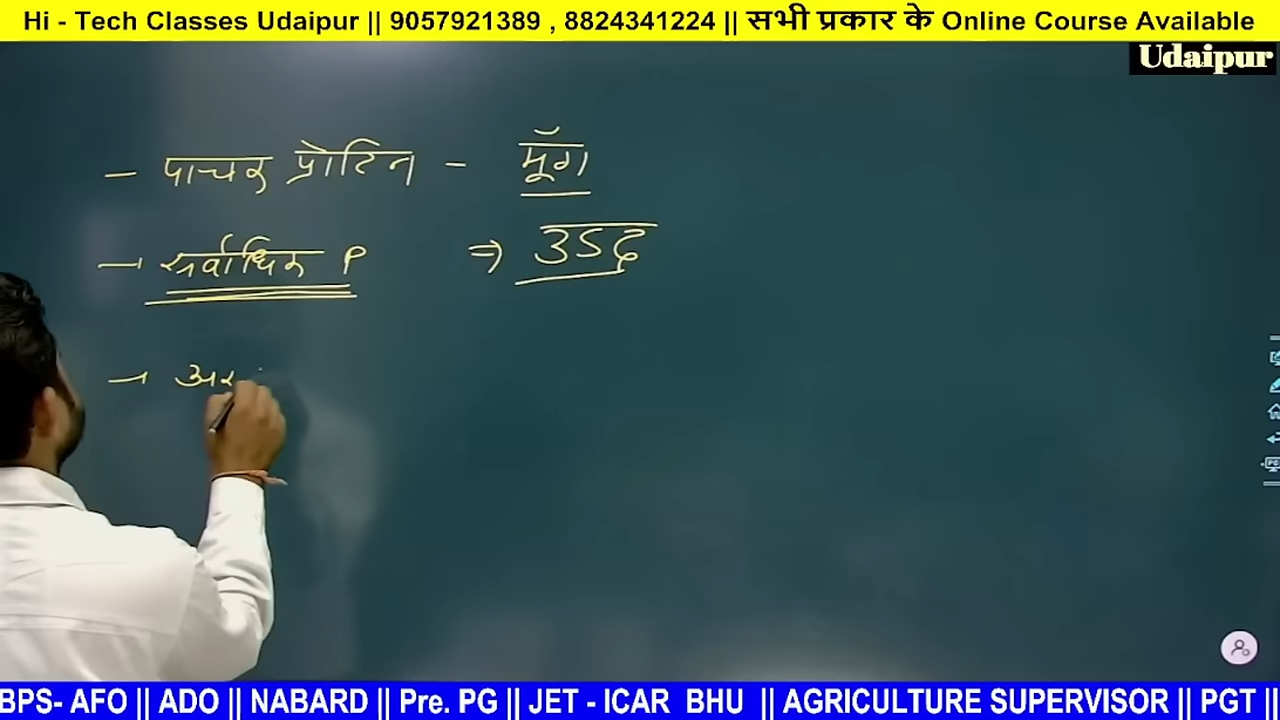 Hi - Tech Classes Udaipur || 9057921389 , 8824341224 || सभी प्रकार के Online Course Available
Udaipur
- पाचक प्रोटिन - मूँग
→ सर्वाधिक P ⇒ उड़द
→ अर
BPS- AFO || ADO || NABARD || Pre. PG || JET - ICAR BHU || AGRICULTURE SUPERVISOR || PGT ||